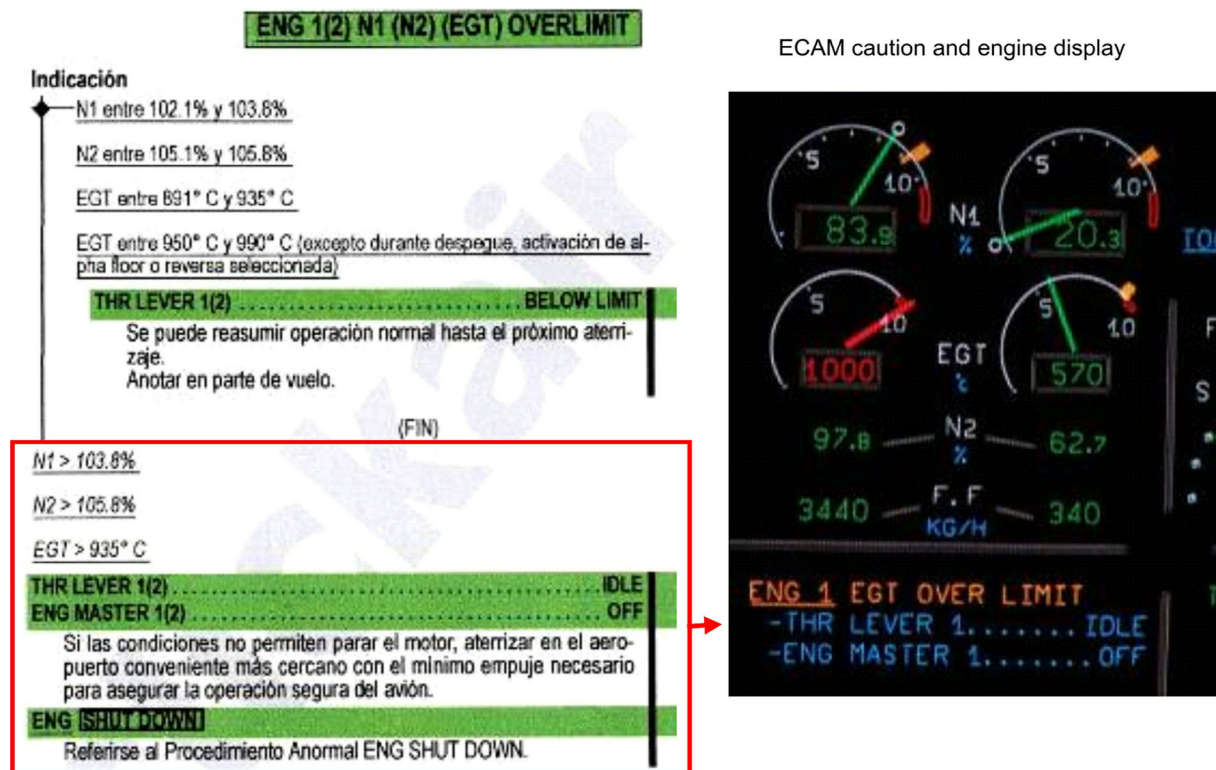 ENG 1(2) N1 (N2) (EGT) OVERLIMIT
Indicación
N1 entre 102.1% y 103.8%
N2 entre 105.1% y 105.8%
EGT entre 891° C y 935° C
EGT entre 950° C y 990° C (excepto durante despegue, activación de al-
pha floor o reversa seleccionada)
THR LEVER 1(2) ............................ BELOW LIMIT
Se puede reasumir operación normal hasta el próximo aterri-
zaje.
Anotar en parte de vuelo.
(FIN)
N1 > 103.8%
N2 > 105.8%
EGT > 935° C
THR LEVER 1(2) ............................ IDLE
ENG MASTER 1(2) ............................ OFF
Si las condiciones no permiten parar el motor, aterrizar en el aero-
puerto conveniente más cercano con el mínimo empuje necesario
para asegurar la operación segura del avión.
ENG SHUT DOWN
Referirse al Procedimiento Anormal ENG SHUT DOWN.
ECAM caution and engine display
5 10 5 10
N1
83.9 % 20.3
5 10 5 10
EGT
1000 °C 570
97.8 N2 62.7
%
3440 F.F 340
KG/H
ENG 1 EGT OVER LIMIT
-THR LEVER 1.......IDLE
-ENG MASTER 1.......OFF